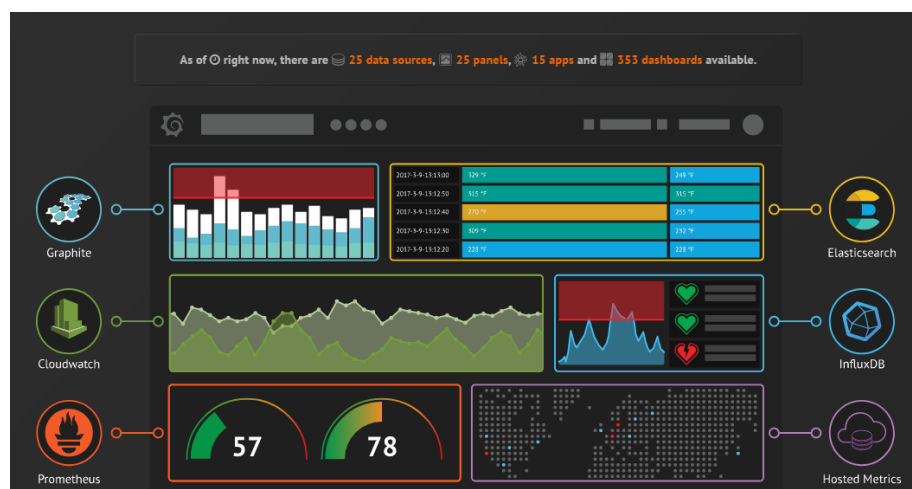 As of right now, there are 25 data sources, 25 panels, 15 apps and 353 dashboards available.
2017-3-9-13:13:00 329 °F 249 °F
2017-3-9-13:12:50 315 °F 315 °F
2017-3-9-13:12:40 270 °F 255 °F
2017-3-9-13:12:30 309 °F 232 °F
2017-3-9-13:12:20 223 °F 229 °F
Graphite
Elasticsearch
Cloudwatch
InfluxDB
57
78
Prometheus
Hosted Metrics